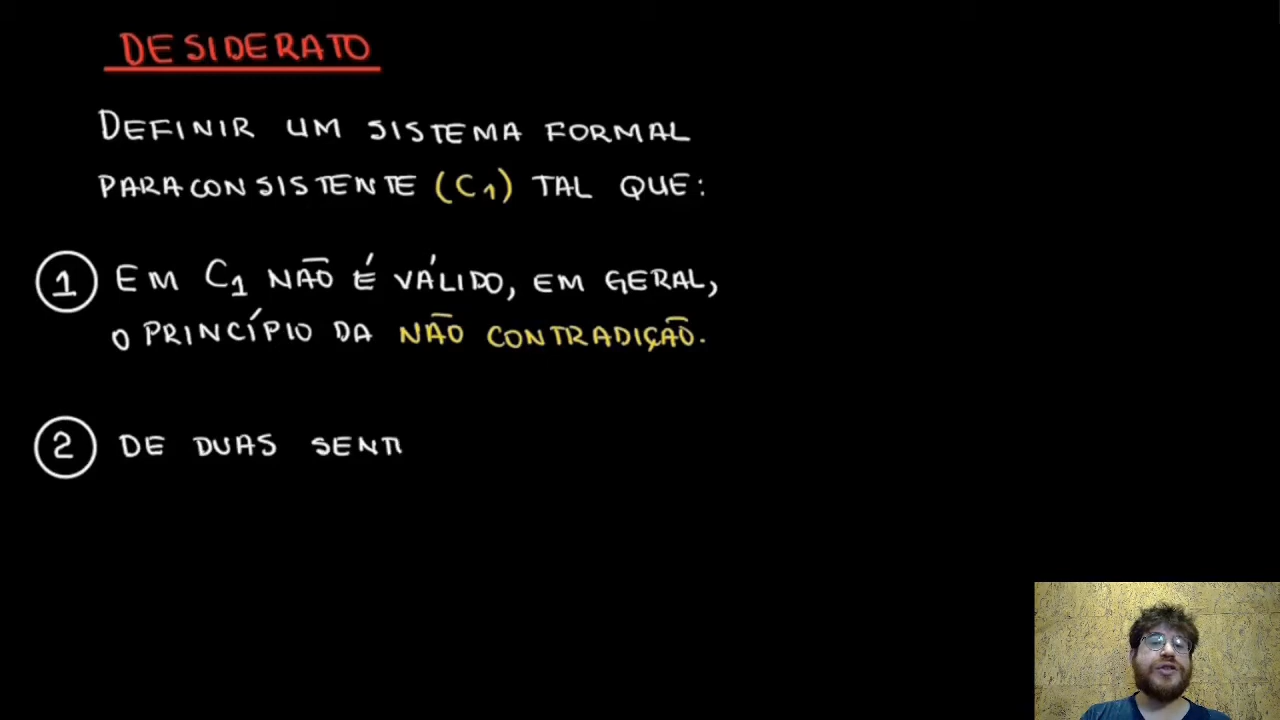 DESIDERATO
DEFINIR UM SISTEMA FORMAL
PARACONSISTENTE (C1) TAL QUE:
1 EM C1 NÃO É VÁLIDO, EM GERAL,
O PRINCÍPIO DA NÃO CONTRADIÇÃO.
2 DE DUAS SENT